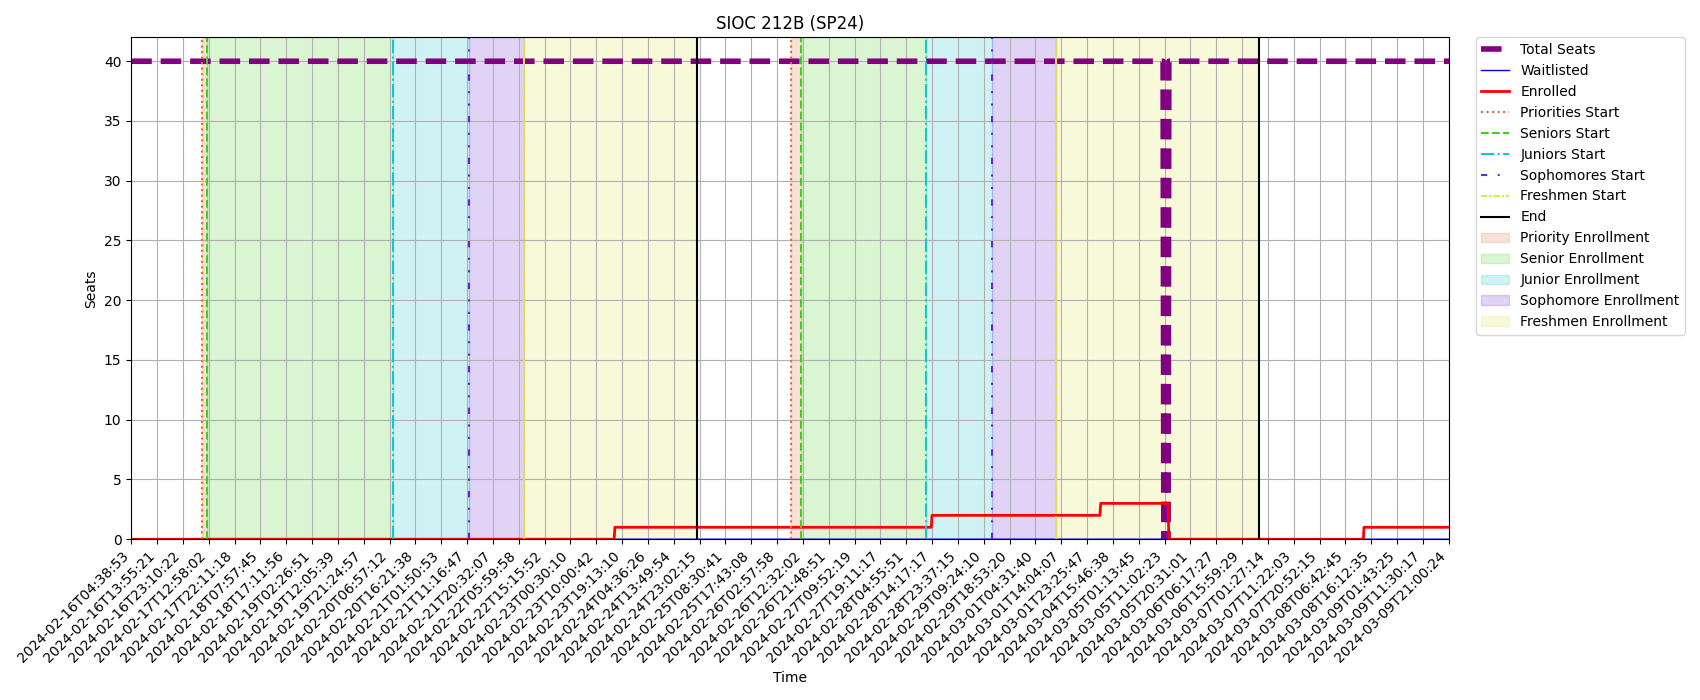 SIOC 212B (SP24)
Total Seats
Waitlisted
Enrolled
Priorities Start
Seniors Start
Juniors Start
Sophomores Start
Freshmen Start
End
Priority Enrollment
Senior Enrollment
Junior Enrollment
Sophomore Enrollment
Freshmen Enrollment
Seats
40
35
30
25
20
15
10
5
0
2024-02-16T04:38:53
2024-02-16T13:55:21
2024-02-16T23:10:22
2024-02-17T12:58:02
2024-02-17T22:11:18
2024-02-18T07:57:45
2024-02-18T17:11:56
2024-02-19T02:26:51
2024-02-19T12:05:39
2024-02-19T21:24:57
2024-02-20T06:57:12
2024-02-20T16:21:38
2024-02-21T01:50:53
2024-02-21T11:16:47
2024-02-21T20:32:07
2024-02-22T05:59:58
2024-02-22T15:15:52
2024-02-23T00:30:10
2024-02-23T10:00:42
2024-02-23T19:13:10
2024-02-24T04:36:26
2024-02-24T13:49:54
2024-02-24T23:02:15
2024-02-25T08:30:41
2024-02-25T17:43:08
2024-02-26T02:57:58
2024-02-26T12:32:02
2024-02-26T21:48:51
2024-02-27T09:52:19
2024-02-27T19:11:17
2024-02-28T04:55:51
2024-02-28T14:17:17
2024-02-28T23:37:15
2024-02-29T09:24:10
2024-02-29T18:53:20
2024-03-01T04:31:40
2024-03-01T14:04:07
2024-03-01T23:25:47
2024-03-04T15:46:38
2024-03-05T01:13:45
2024-03-05T11:02:23
2024-03-05T20:31:01
2024-03-06T06:17:27
2024-03-06T15:59:29
2024-03-07T01:27:14
2024-03-07T11:22:03
2024-03-07T20:52:15
2024-03-08T06:42:45
2024-03-08T16:12:35
2024-03-09T01:43:25
2024-03-09T11:30:17
2024-03-09T21:00:24
Time